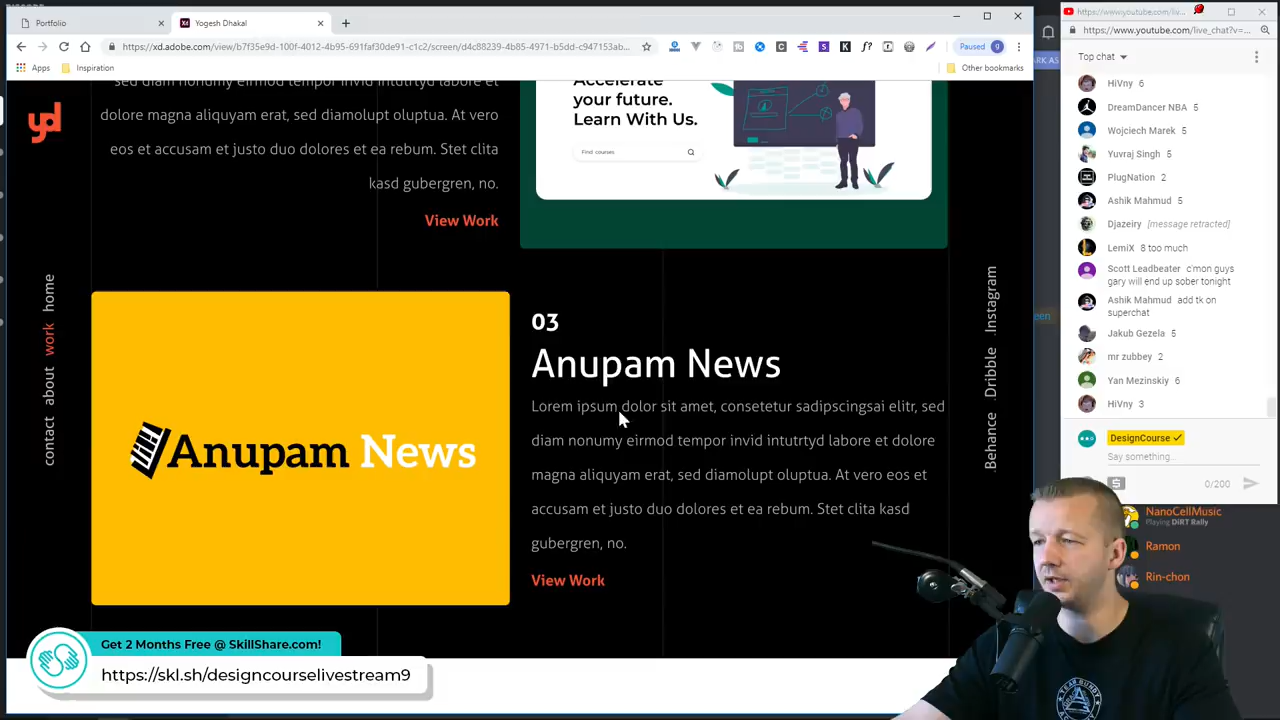 Portfolio
Yogesh Dhakal
https://xd.adobe.com/view/b7f35e9d-100f-4012-4b95-691faf30de91-c1c2/screen/d4c88239-4b85-4971-b5dd-c947153ab...
Paused
Apps
Inspiration
Other bookmarks
yd
home
work
about
contact
sed diam nonumy eirmod tempor invid intutrtyd labore et
dolore magna aliquyam erat, sed diamolupt oluptua. At vero
eos et accusam et justo duo dolores et ea rebum. Stet clita
kasd gubergren, no.
View Work
Accelerate
your future.
Learn With Us.
Find courses
Anupam News
03
Anupam News
Lorem ipsum dolor sit amet, consetetur sadipscingsai elitr, sed
diam nonumy eirmod tempor invid intutrtyd labore et dolore
magna aliquyam erat, sed diamolupt oluptua. At vero eos et
accusam et justo duo dolores et ea rebum. Stet clita kasd
gubergren, no.
View Work
.Instagram
.Dribble
.Behance
Get 2 Months Free @ SkillShare.com!
https://skl.sh/designcourselivestream9
https://www.youtube.com/liv...
https://www.youtube.com/live_chat?v=...
Top chat
HiVny 6
DreamDancer NBA 5
Wojciech Marek 5
Yuvraj Singh 5
PlugNation 2
Ashik Mahmud 5
Djazeiry [message retracted]
LemiX 8 too much
Scott Leadbeater c'mon guys
gary will end up sober tonight
Ashik Mahmud add tk on
superchat
Jakub Gezela 5
mr zubbey 2
Yan Mezinskiy 6
HiVny 3
DesignCourse
Say something...
0/200
NanoCellMusic
Playing DiRT Rally
Ramon
Rin-chon